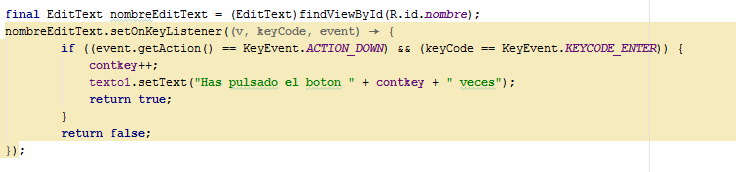 final EditText nombreEditText = (EditText)findViewById(R.id.nombre);
nombreEditText.setOnKeyListener((v, keyCode, event) → {
        if ((event.getAction() == KeyEvent.ACTION_DOWN) && (keyCode == KeyEvent.KEYCODE_ENTER)) {
            contkey++;
            texto1.setText("Has pulsado el boton " + contkey + " veces");
            return true;
        }
        return false;
});